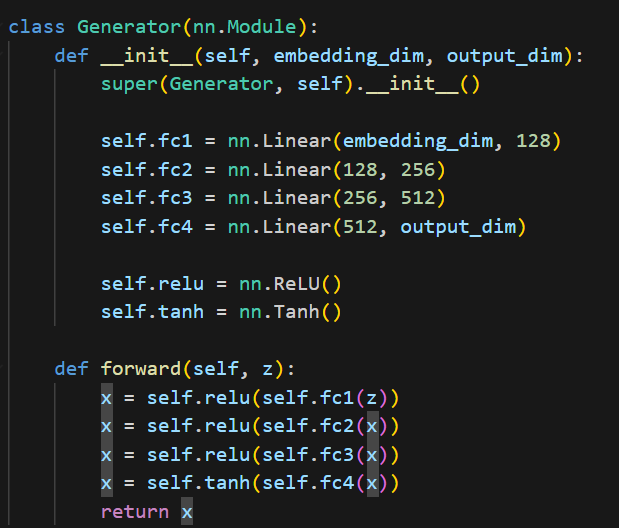 class Generator(nn.Module):
    def __init__(self, embedding_dim, output_dim):
        super(Generator, self).__init__()

        self.fc1 = nn.Linear(embedding_dim, 128)
        self.fc2 = nn.Linear(128, 256)
        self.fc3 = nn.Linear(256, 512)
        self.fc4 = nn.Linear(512, output_dim)

        self.relu = nn.ReLU()
        self.tanh = nn.Tanh()

    def forward(self, z):
        x = self.relu(self.fc1(z))
        x = self.relu(self.fc2(x))
        x = self.relu(self.fc3(x))
        x = self.tanh(self.fc4(x))
        return x